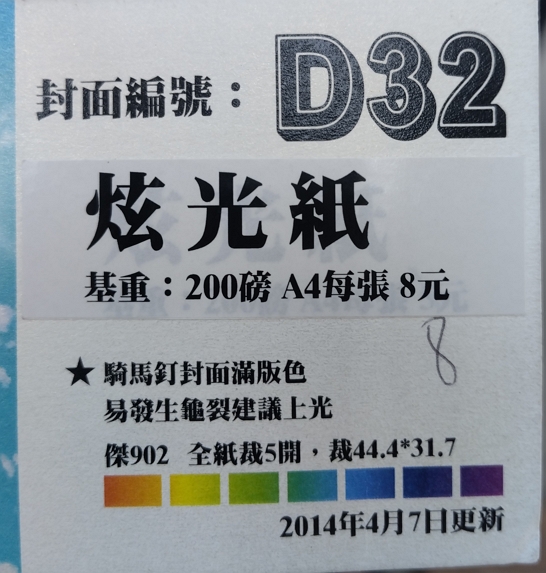 封面編號：D32
炫光紙
基重：200磅 A4每張 8元
8
★ 騎馬釘封面滿版色
易發生龜裂建議上光
傑902 全紙裁5開，裁44.4*31.7
2014年4月7日更新